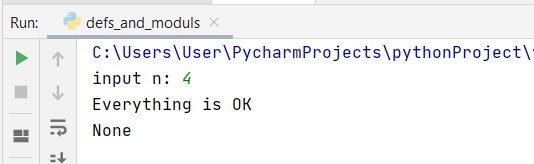 Run: defs_and_moduls
C:\Users\User\PycharmProjects\pythonProject\
input n: 4
Everything is OK
None